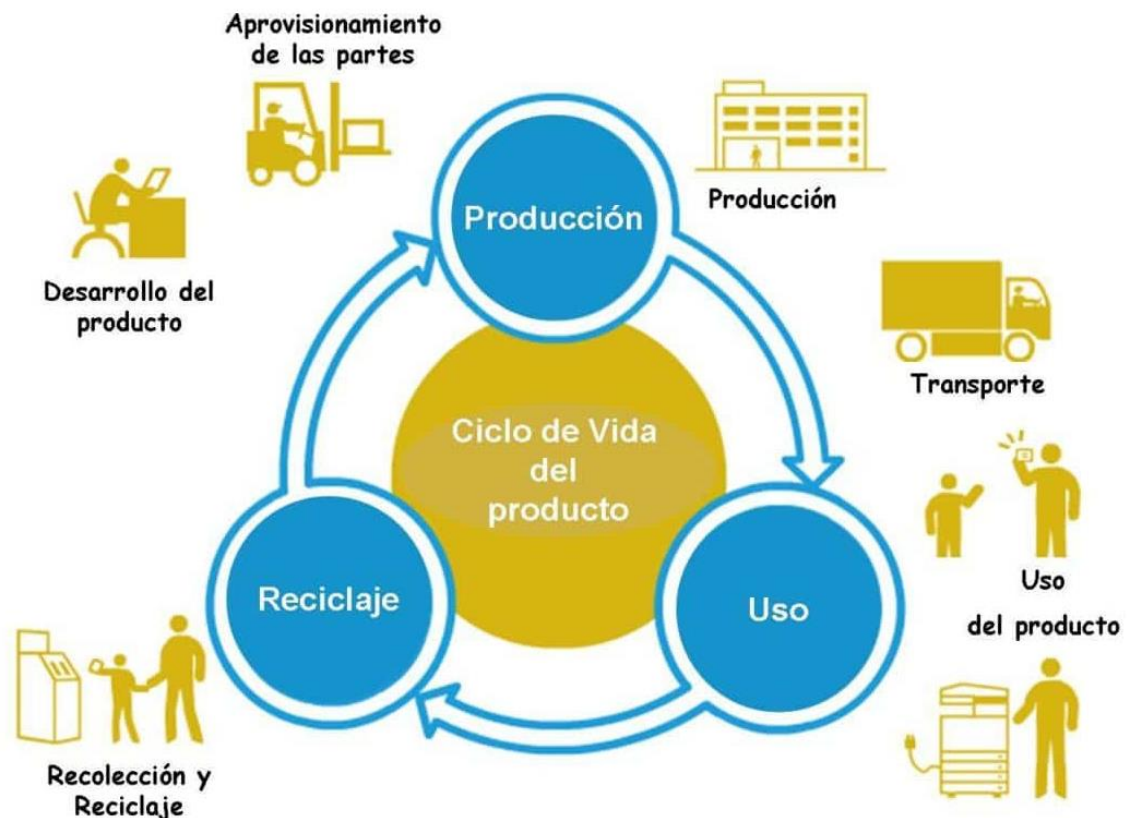 Aprovisionamiento
de las partes
Producción
Producción
Desarrollo del
producto
Transporte
Ciclo de Vida
del
producto
Reciclaje
Uso
Uso
del producto
Recolección y
Reciclaje